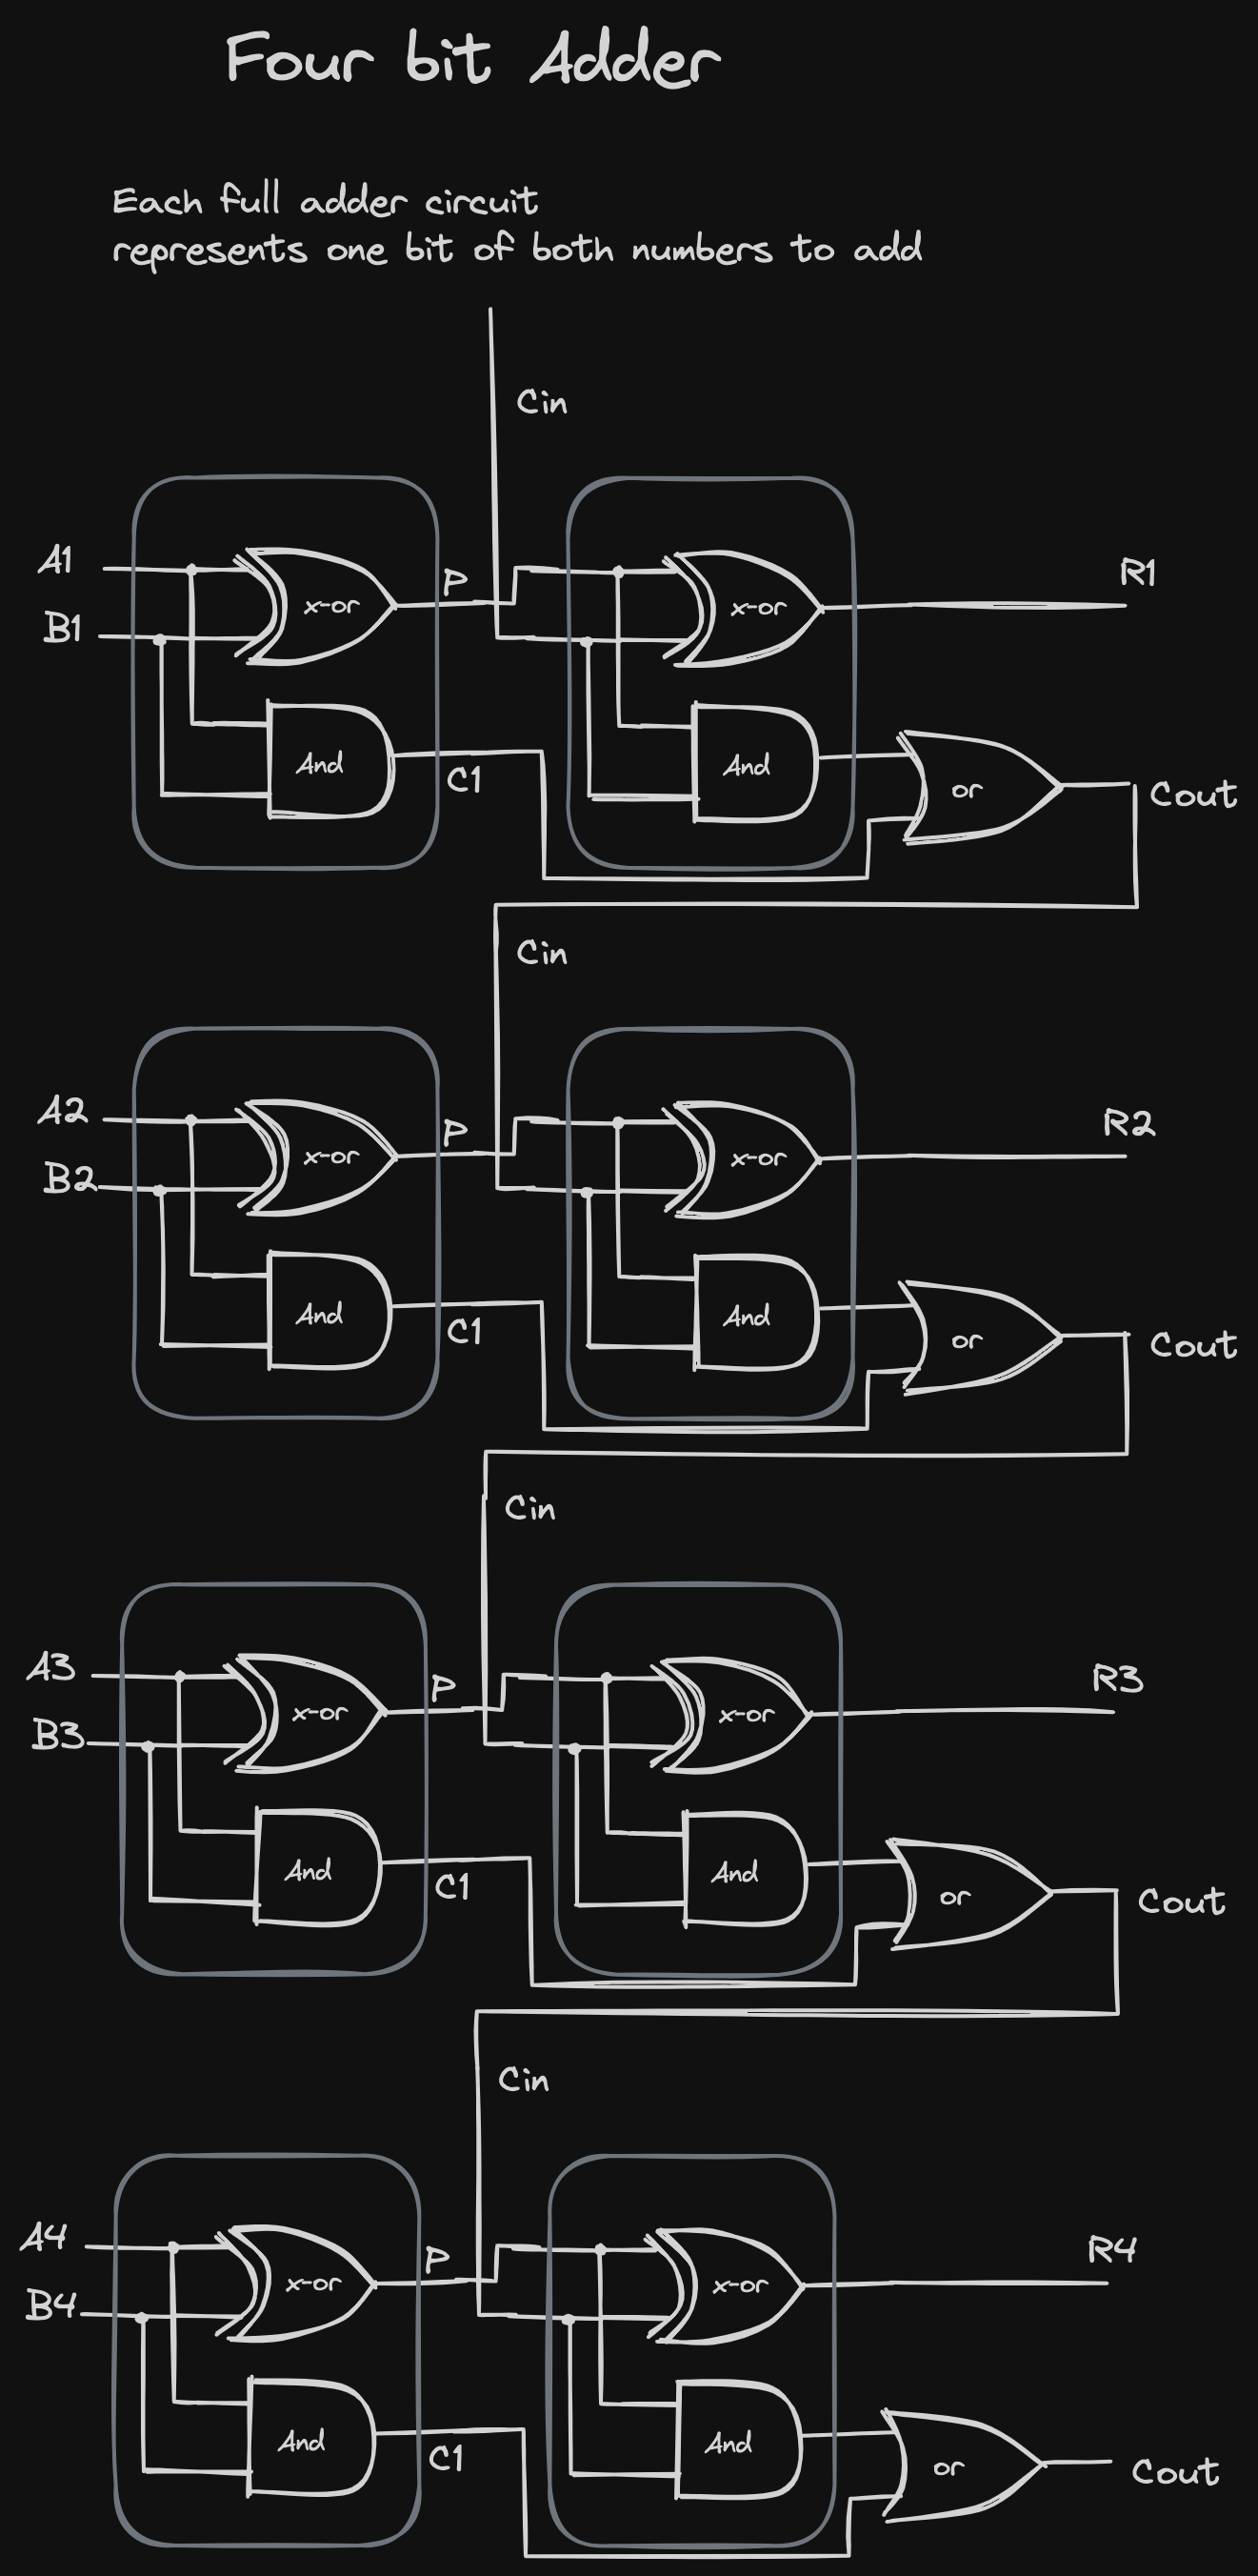 Four bit Adder
Each full adder circuit
represents one bit of both numbers to add
Cin
A1
B1
x-or
P
x-or
R1
And
C1
And
or
Cout
Cin
A2
B2
x-or
P
x-or
R2
And
C1
And
or
Cout
Cin
A3
B3
x-or
P
x-or
R3
And
C1
And
or
Cout
Cin
A4
B4
x-or
P
x-or
R4
And
C1
And
or
Cout